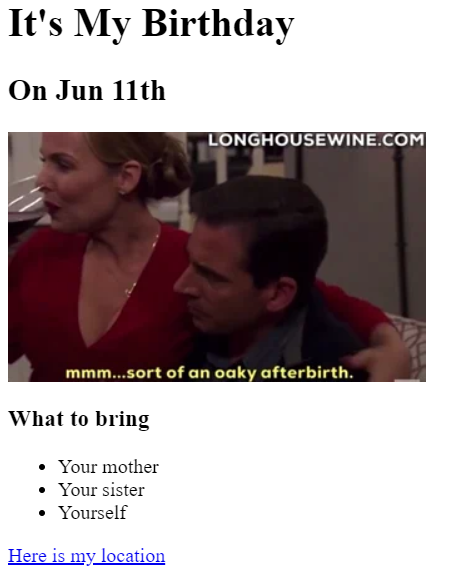 It's My Birthday
On Jun 11th
LONGHOUSEWINE.COM
mmm...sort of an oaky afterbirth.
What to bring
Your mother
Your sister
Yourself
Here is my location